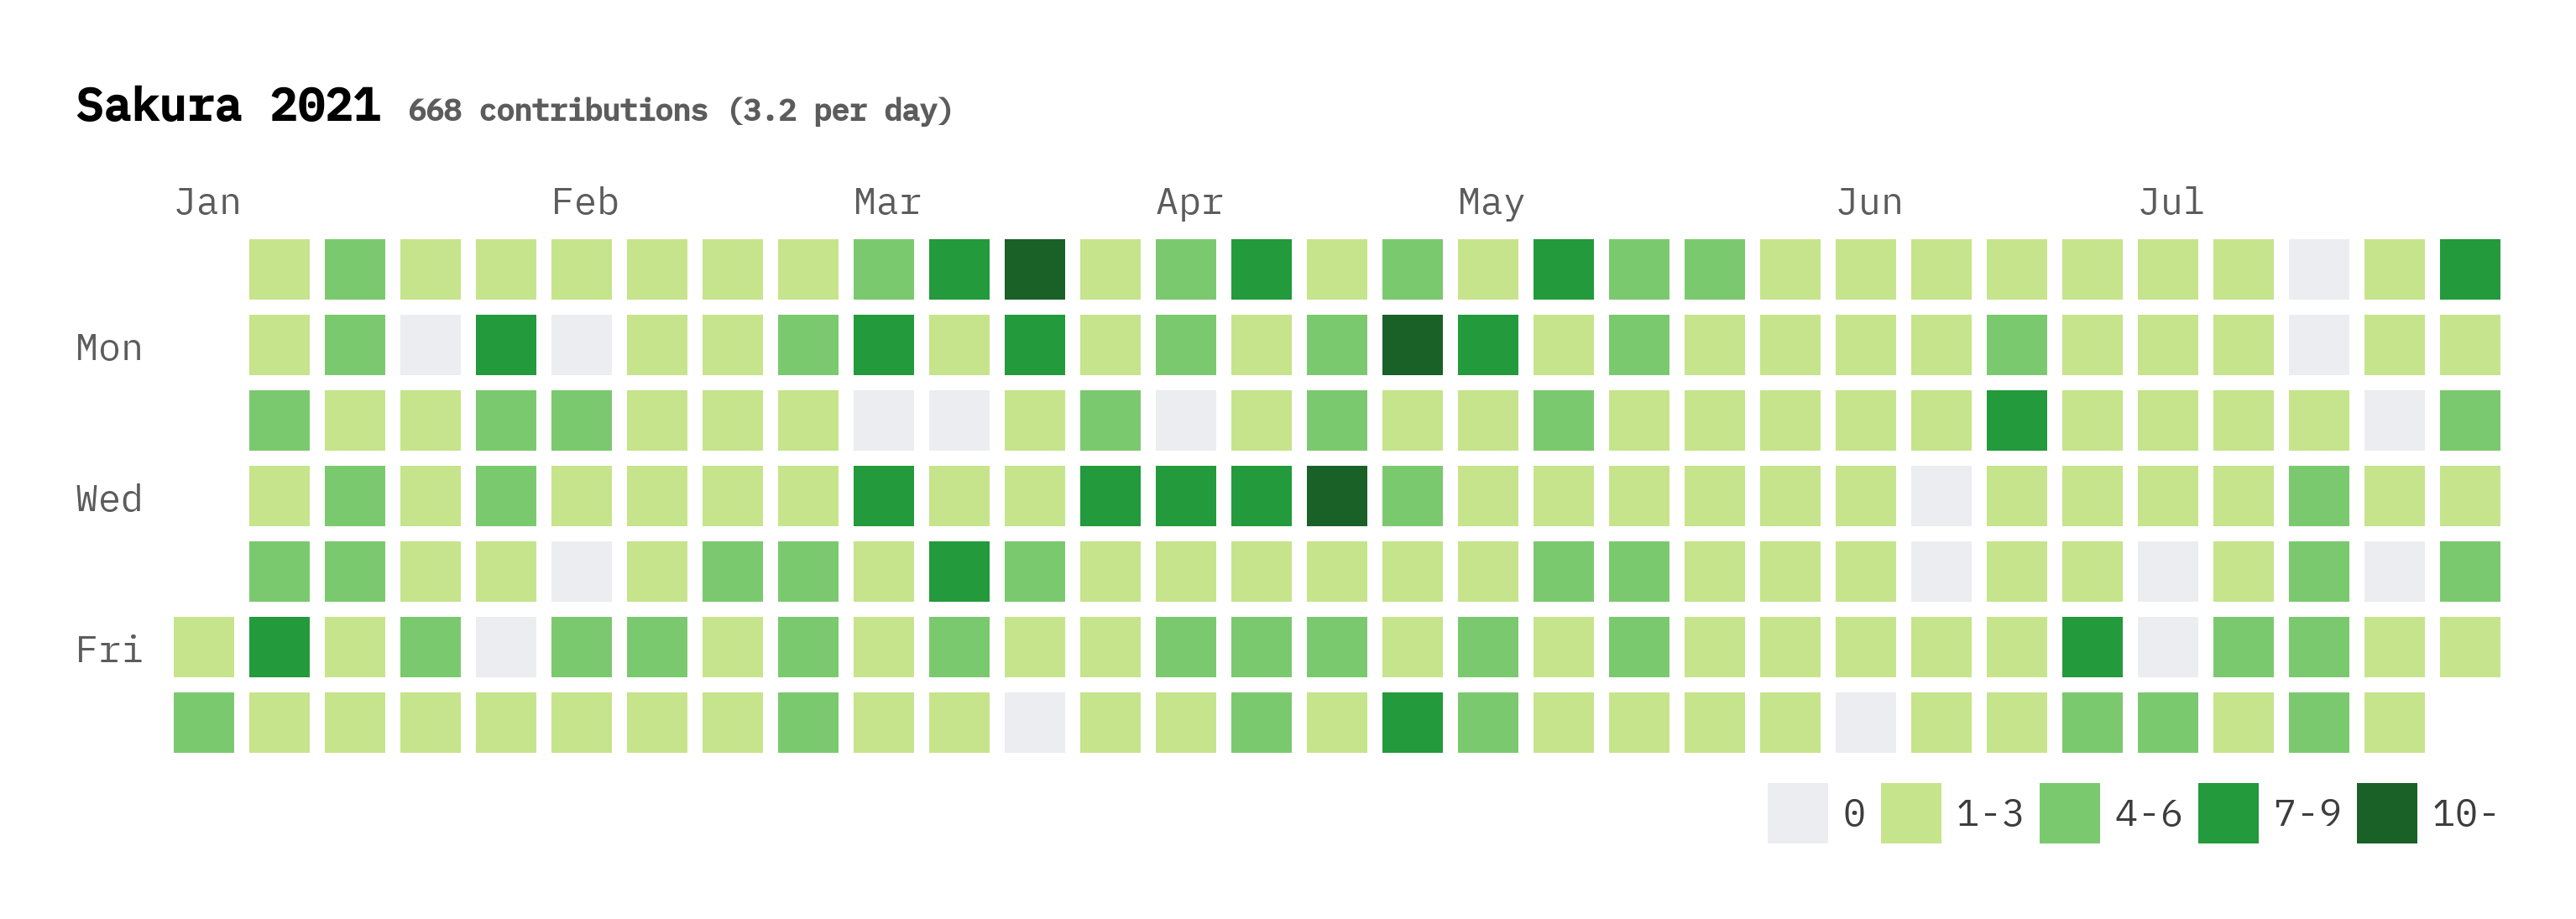 Sakura 2021 668 contributions (3.2 per day)
Jan Feb Mar Apr May Jun Jul
Mon
Wed
Fri
0 1-3 4-6 7-9 10-